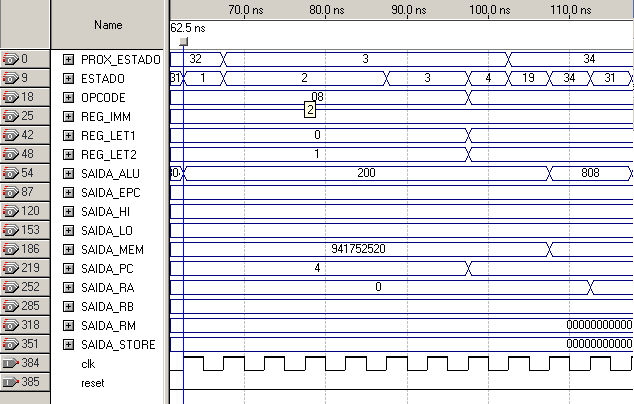 70.0 ns 80.0 ns 90.0 ns 100.0 ns 110.0 ns
Name
62.5 ns
0 PROX_ESTADO 32 3 34
9 ESTADO 31 1 2 3 4 19 34 31
18 OPCODE 08
25 REG_IMM 2
42 REG_LET1 0
48 REG_LET2 1
54 SAIDA_ALU 200 808
87 SAIDA_EPC
120 SAIDA_HI
153 SAIDA_LO
186 SAIDA_MEM 941752520
219 SAIDA_PC 4
252 SAIDA_RA 0
285 SAIDA_RB
318 SAIDA_RM 00000000000
351 SAIDA_STORE 00000000000
384 clk
385 reset